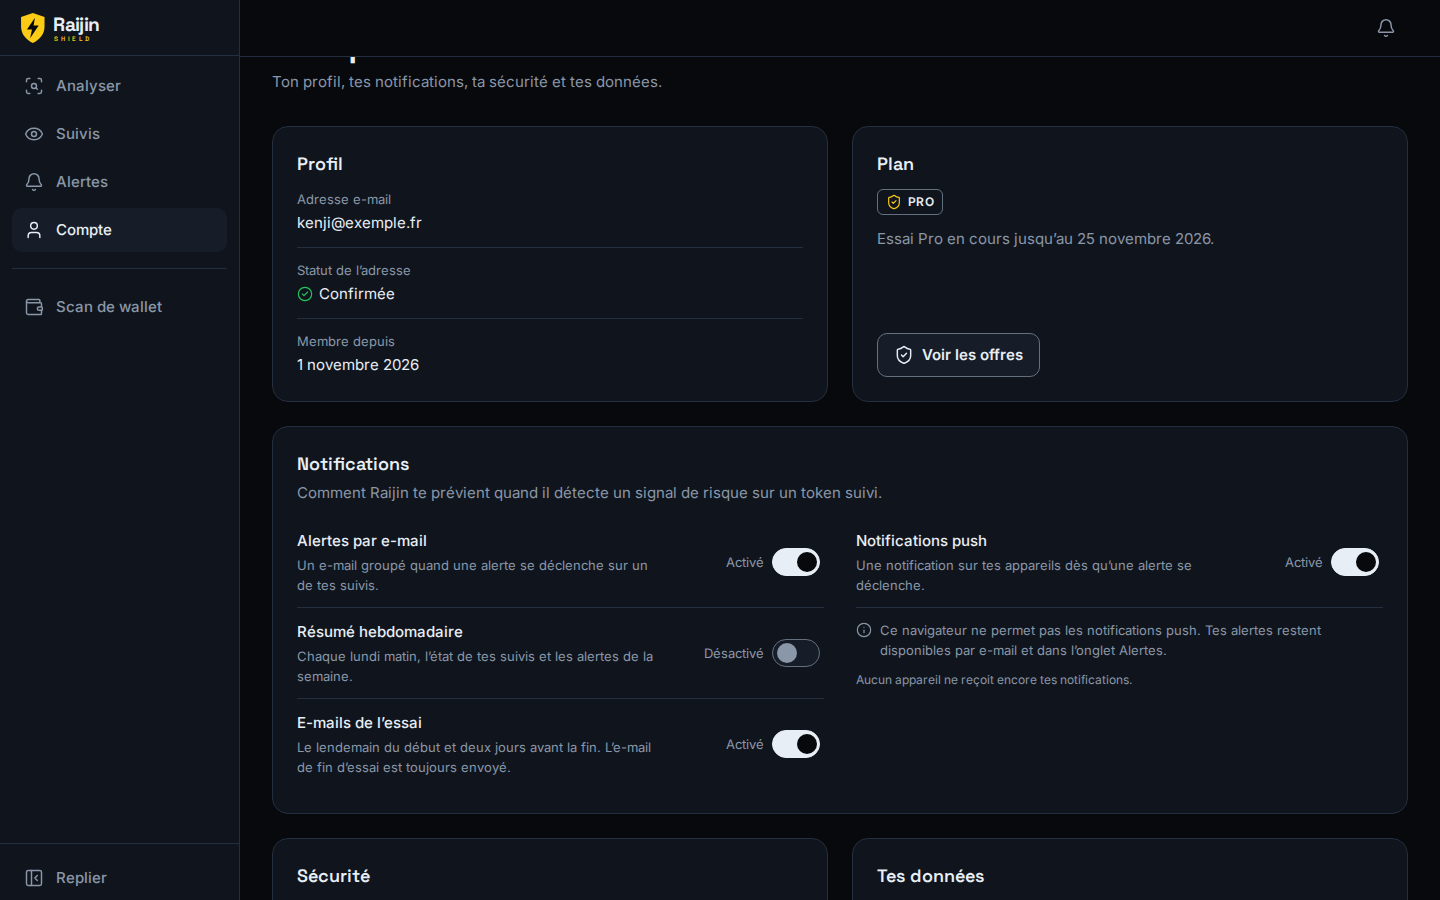 Raijin
SHIELD
Analyser
Suivis
Alertes
Compte
Scan de wallet
Replier
Ton profil, tes notifications, ta sécurité et tes données.
Profil
Adresse e-mail
kenji@exemple.fr
Statut de l’adresse
Confirmée
Membre depuis
1 novembre 2026
Plan
PRO
Essai Pro en cours jusqu’au 25 novembre 2026.
Voir les offres
Notifications
Comment Raijin te prévient quand il détecte un signal de risque sur un token suivi.
Alertes par e-mail
Un e-mail groupé quand une alerte se déclenche sur un
de tes suivis.
Activé
Résumé hebdomadaire
Chaque lundi matin, l’état de tes suivis et les alertes de la
semaine.
Désactivé
E-mails de l’essai
Le lendemain du début et deux jours avant la fin. L’e-mail
de fin d’essai est toujours envoyé.
Activé
Notifications push
Une notification sur tes appareils dès qu’une alerte se
déclenche.
Activé
Ce navigateur ne permet pas les notifications push. Tes alertes restent
disponibles par e-mail et dans l’onglet Alertes.
Aucun appareil ne reçoit encore tes notifications.
Sécurité
Tes données